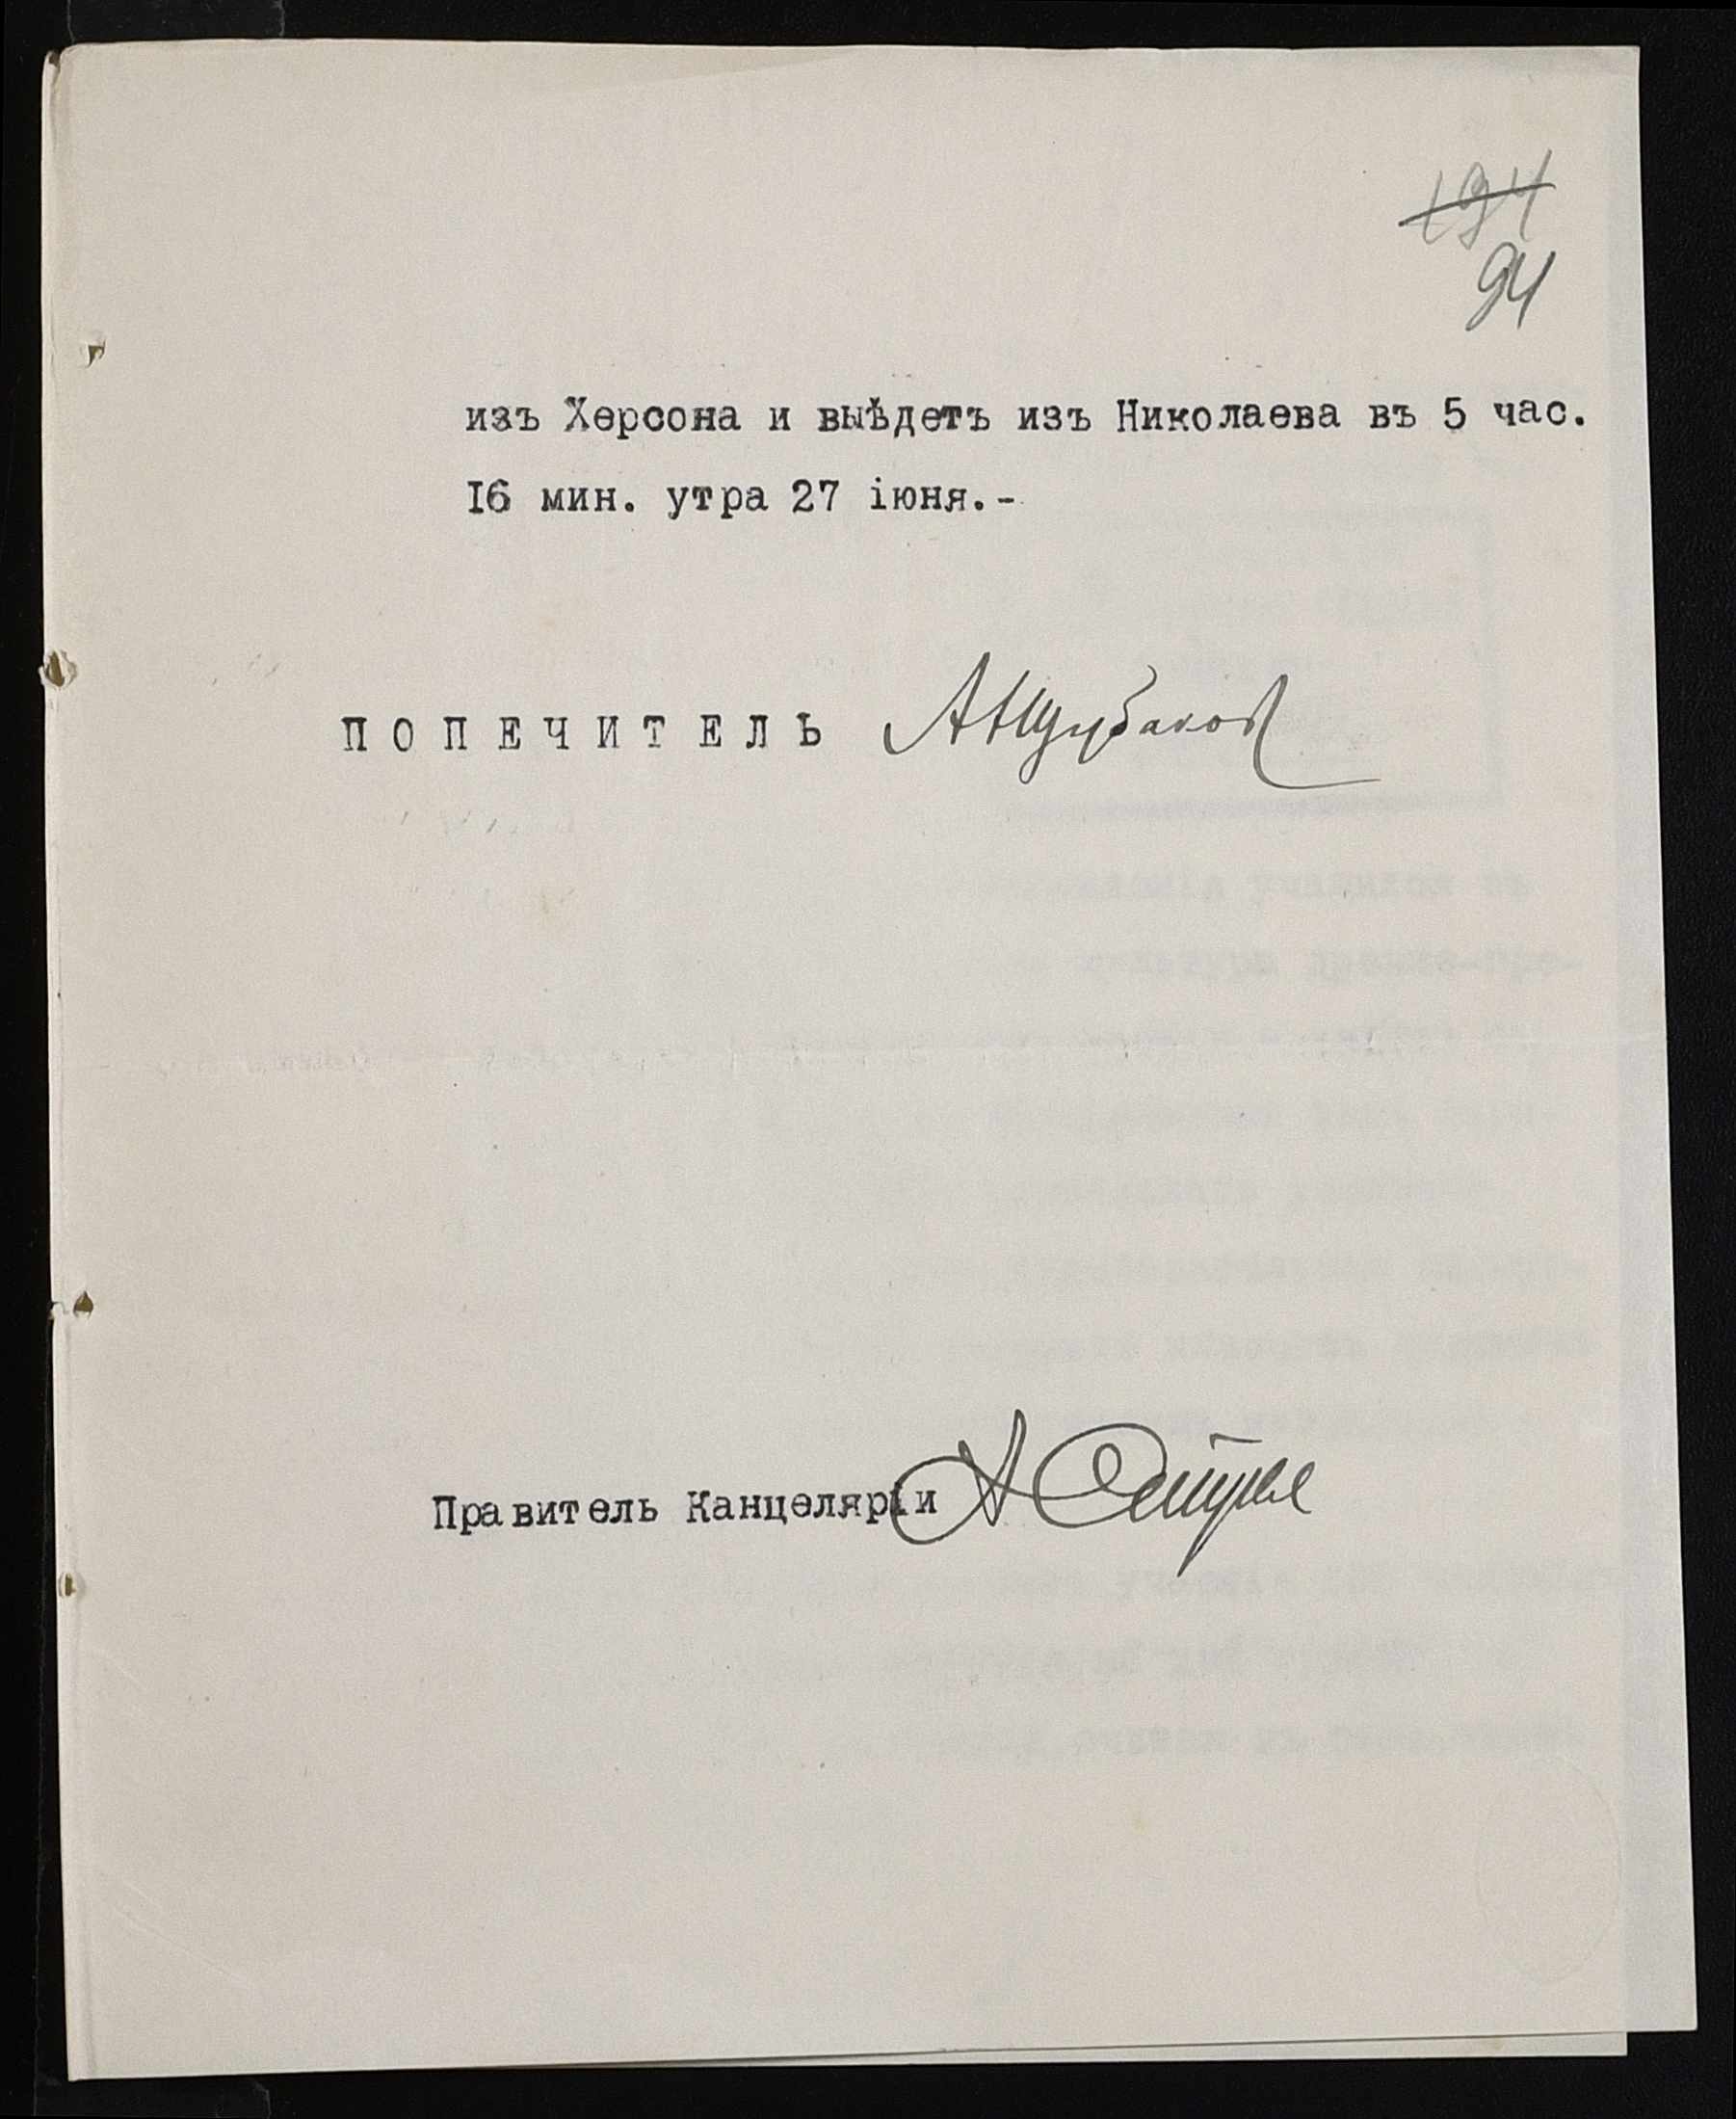 ~~194~~
94
изъ Херсона и выѣдетъ изъ Николаева въ 5 час.
16 мин. утра 27 іюня.-
ПОПЕЧИТЕЛЬ
Правитель Канцеляріи